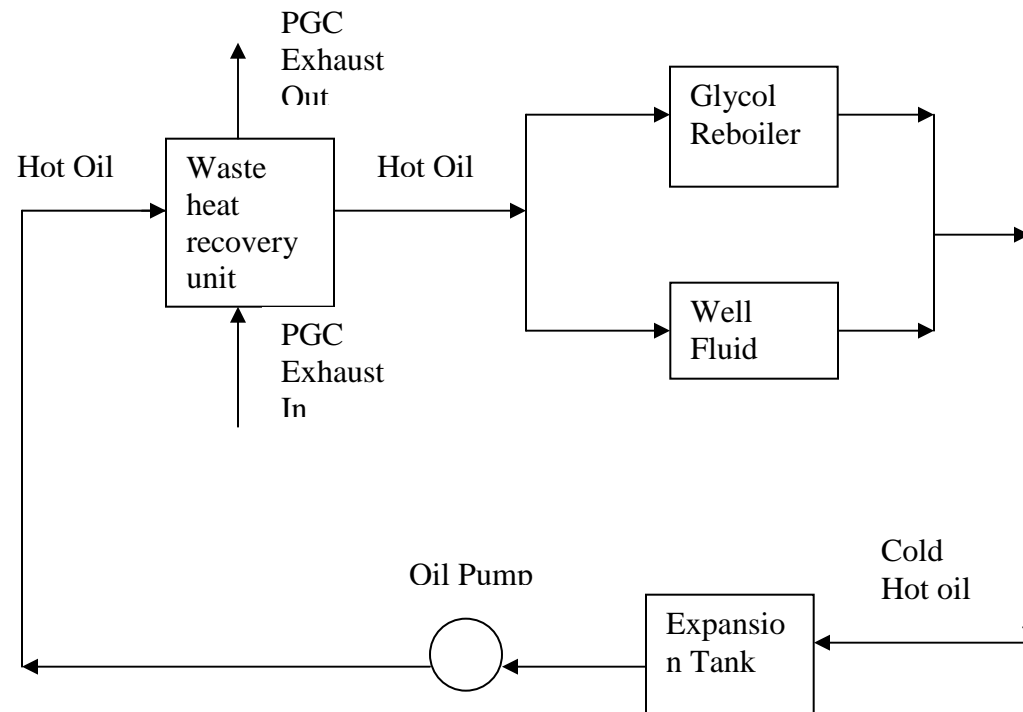 PGC
Exhaust
Out
Hot Oil
Waste
heat
recovery
unit
Hot Oil
Glycol
Reboiler
Well
Fluid
PGC
Exhaust
In
Cold
Hot oil
Oil Pump
Expansio
n Tank